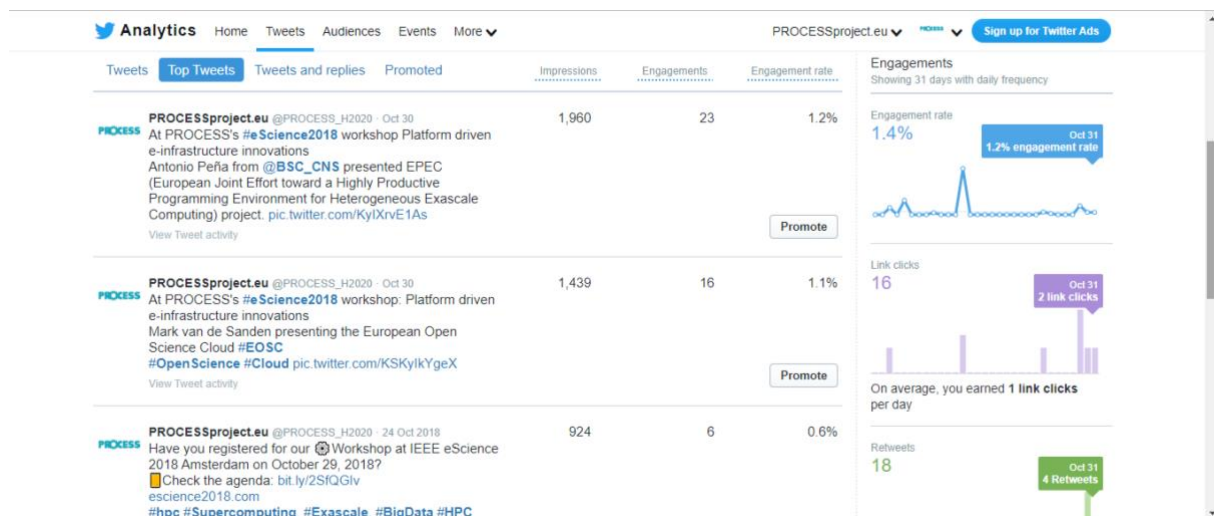 Analytics Home Tweets Audiences Events More PROCESSproject.eu PROCESS Sign up for Twitter Ads
Tweets Top Tweets Tweets and replies Promoted Impressions Engagements Engagement rate
PROCESS
PROCESSproject.eu @PROCESS_H2020 · Oct 30 1,960 23 1.2%
At PROCESS's #eScience2018 workshop Platform driven
e-infrastructure innovations
Antonio Peña from @BSC_CNS presented EPEC
(European Joint Effort toward a Highly Productive
Programming Environment for Heterogeneous Exascale
Computing) project. pic.twitter.com/KyIXrvE1As
View Tweet activity
Promote
PROCESS
PROCESSproject.eu @PROCESS_H2020 · Oct 30 1,439 16 1.1%
At PROCESS's #eScience2018 workshop: Platform driven
e-infrastructure innovations
Mark van de Sanden presenting the European Open
Science Cloud #EOSC
#OpenScience #Cloud pic.twitter.com/KSKylkYgeX
View Tweet activity
Promote
PROCESS
PROCESSproject.eu @PROCESS_H2020 · 24 Oct 2018 924 6 0.6%
Have you registered for our Workshop at IEEE eScience
2018 Amsterdam on October 29, 2018?
Check the agenda: bit.ly/2SfQGlv
escience2018.com
#hpc #Supercomputing #Exascale #BigData #HPC
Engagements
Showing 31 days with daily frequency
Engagement rate
1.4%
Oct 31
1.2% engagement rate
Link clicks
16
Oct 31
2 link clicks
On average, you earned 1 link clicks
per day
Retweets
18
Oct 31
4 Retweets